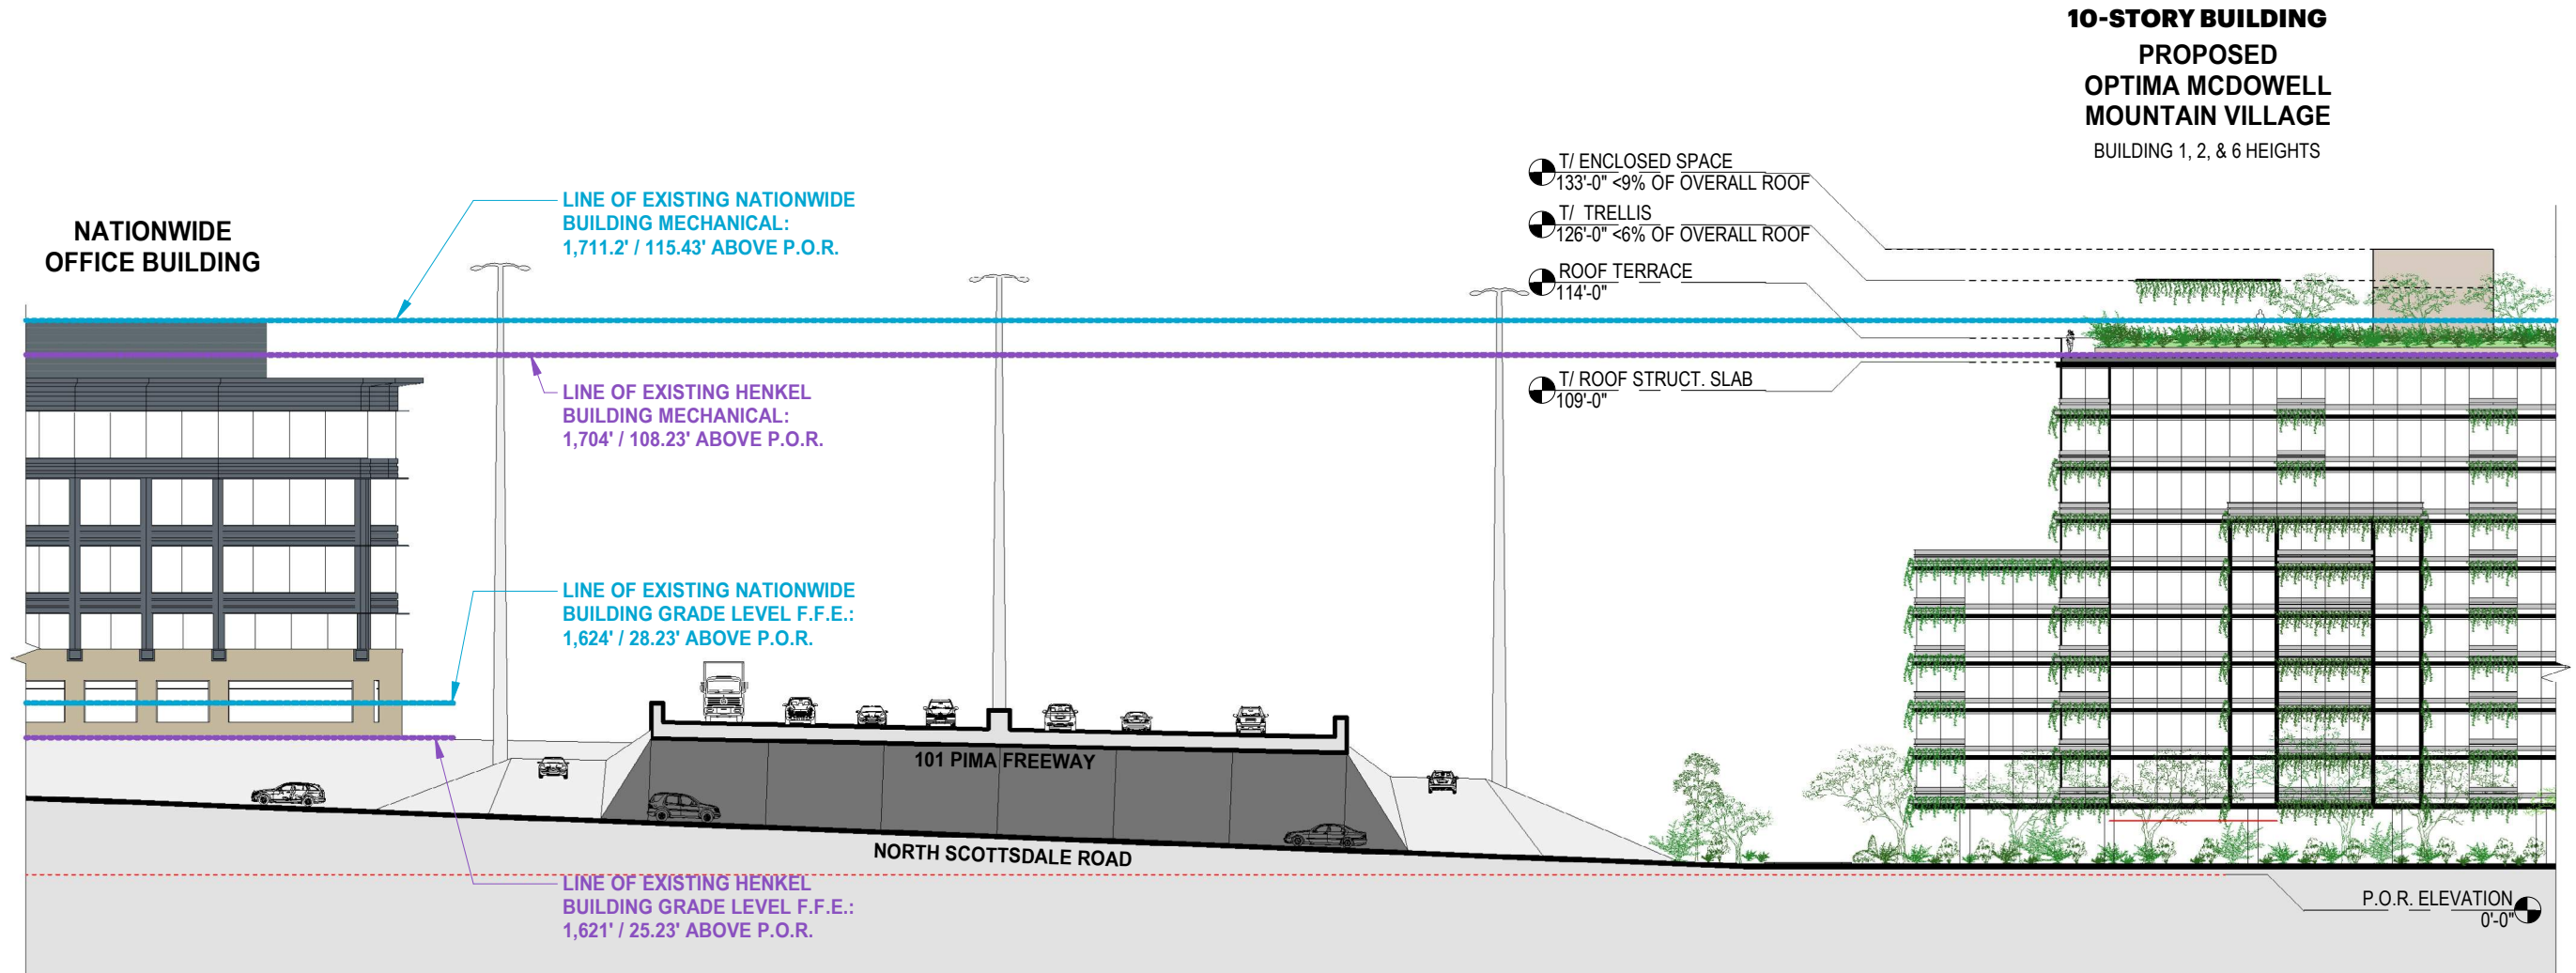 10-STORY BUILDING
PROPOSED
OPTIMA MCDOWELL
MOUNTAIN VILLAGE
BUILDING 1, 2, & 6 HEIGHTS
NATIONWIDE
OFFICE BUILDING
LINE OF EXISTING NATIONWIDE
BUILDING MECHANICAL:
1,711.2' / 115.43' ABOVE P.O.R.
T/ ENCLOSED SPACE
133'-0" <9% OF OVERALL ROOF
T/ TRELLIS
126'-0" <6% OF OVERALL ROOF
ROOF TERRACE
114'-0"
T/ ROOF STRUCT. SLAB
109'-0"
LINE OF EXISTING HENKEL
BUILDING MECHANICAL:
1,704' / 108.23' ABOVE P.O.R.
LINE OF EXISTING NATIONWIDE
BUILDING GRADE LEVEL F.F.E.:
1,624' / 28.23' ABOVE P.O.R.
101 PIMA FREEWAY
NORTH SCOTTSDALE ROAD
LINE OF EXISTING HENKEL
BUILDING GRADE LEVEL F.F.E.:
1,621' / 25.23' ABOVE P.O.R.
P.O.R. ELEVATION
0'-0"